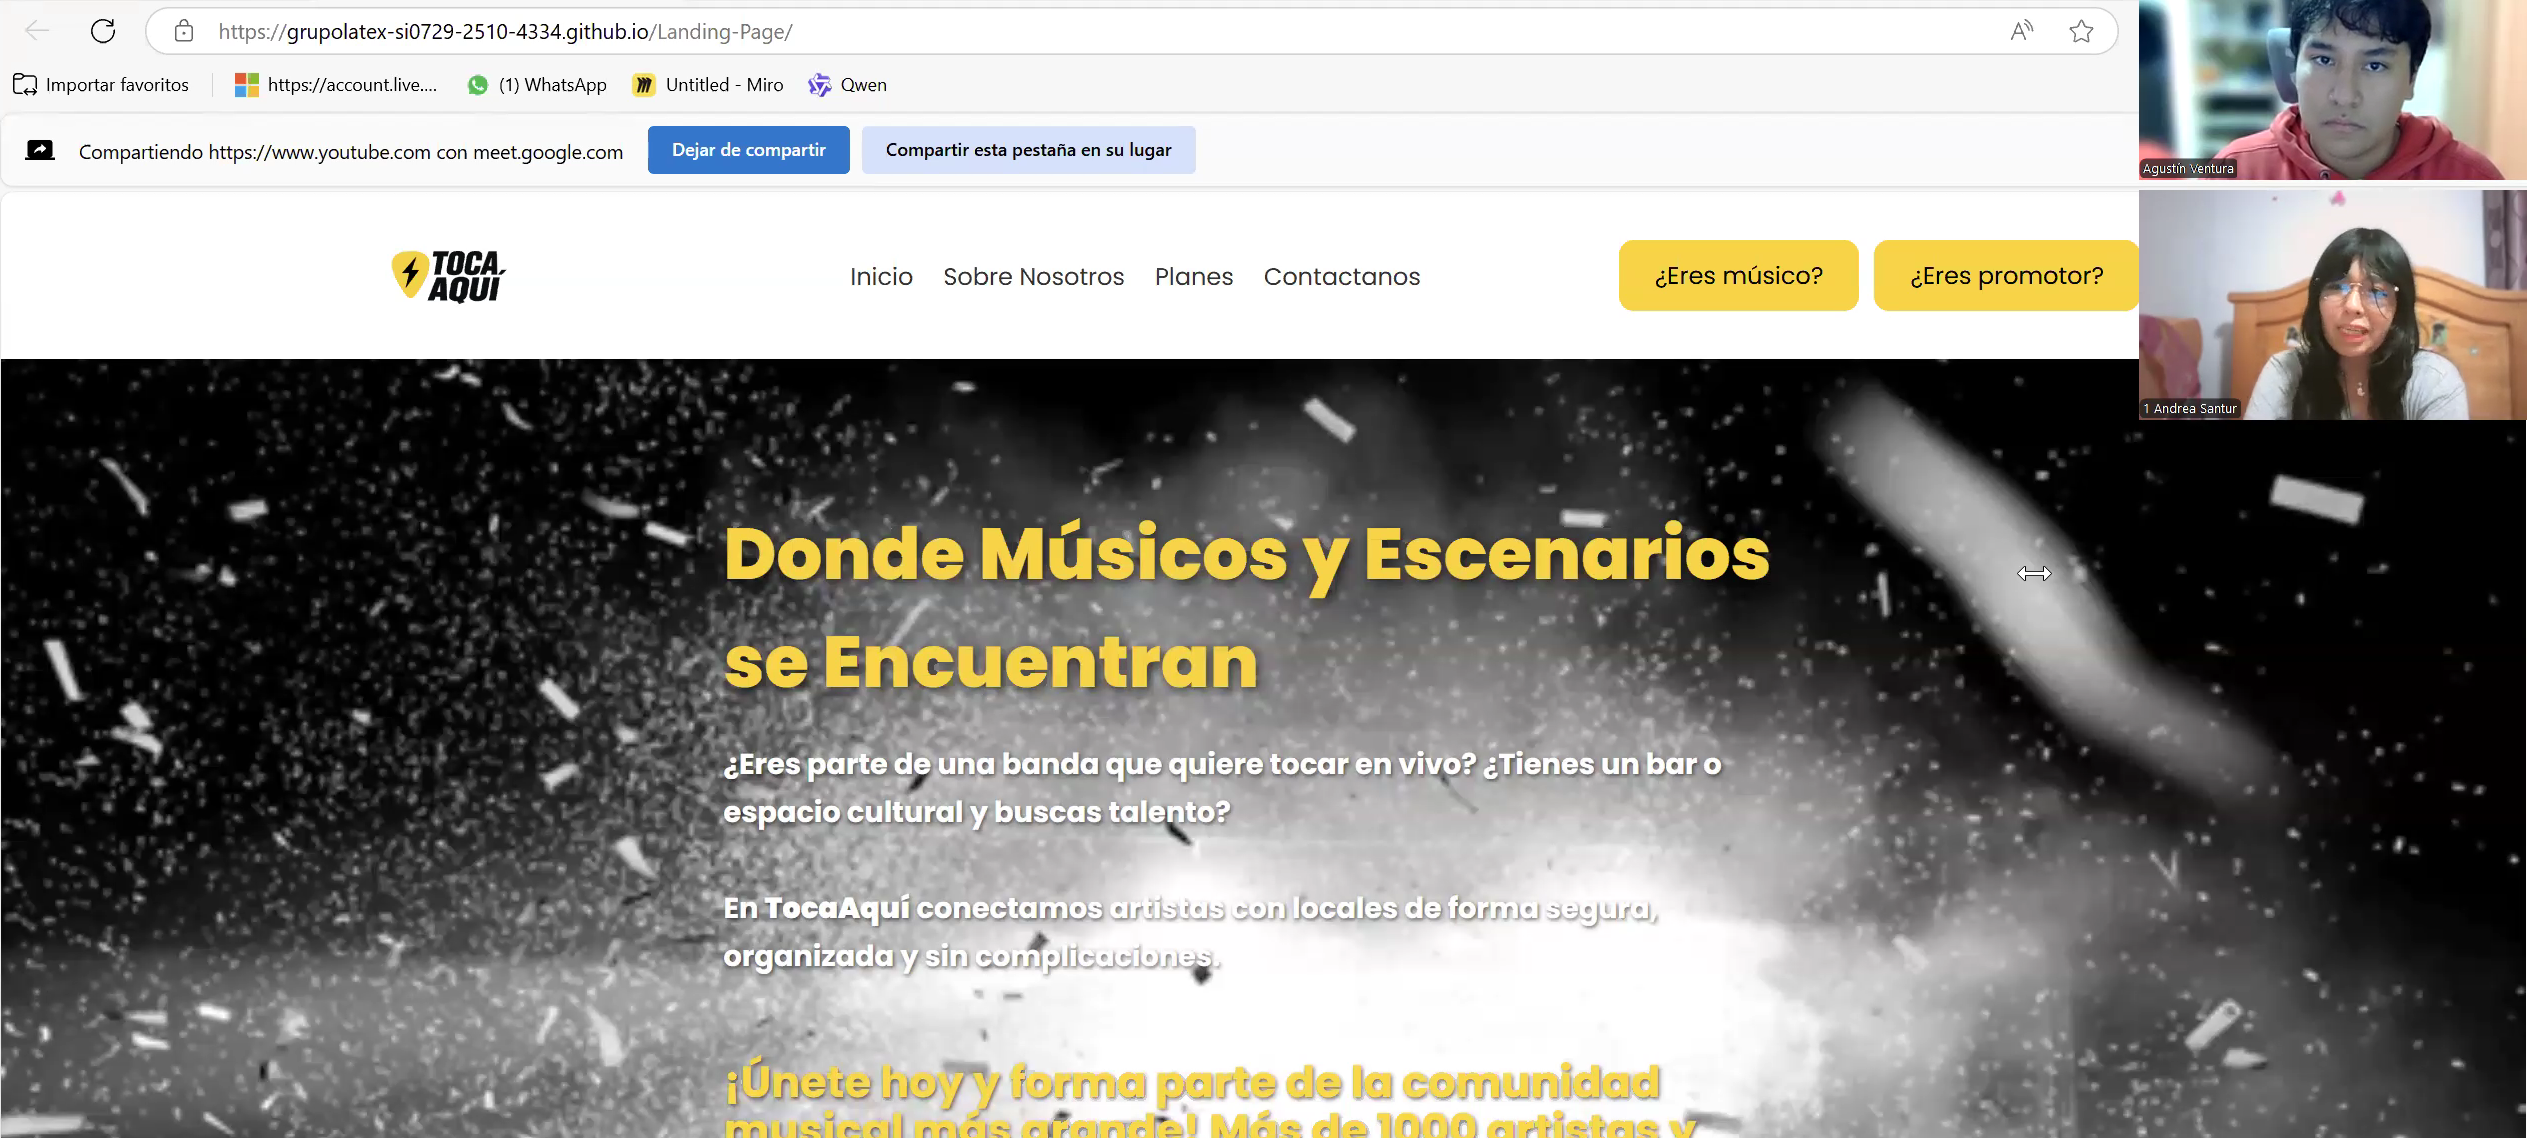 https://grupolatex-si0729-2510-4334.github.io/Landing-Page/
Importar favoritos
https://account.live....
(1) WhatsApp
Untitled - Miro
Qwen
Compartiendo https://www.youtube.com con meet.google.com
Dejar de compartir
Compartir esta pestaña en su lugar
Agustín Ventura
1 Andrea Santur
TOCA
AQUÍ
Inicio
Sobre Nosotros
Planes
Contactanos
¿Eres músico?
¿Eres promotor?
Donde Músicos y Escenarios
se Encuentran
¿Eres parte de una banda que quiere tocar en vivo? ¿Tienes un bar o
espacio cultural y buscas talento?
En TocaAquí conectamos artistas con locales de forma segura,
organizada y sin complicaciones.
¡Únete hoy y forma parte de la comunidad
musical más grande! Más de 1000 artistas y